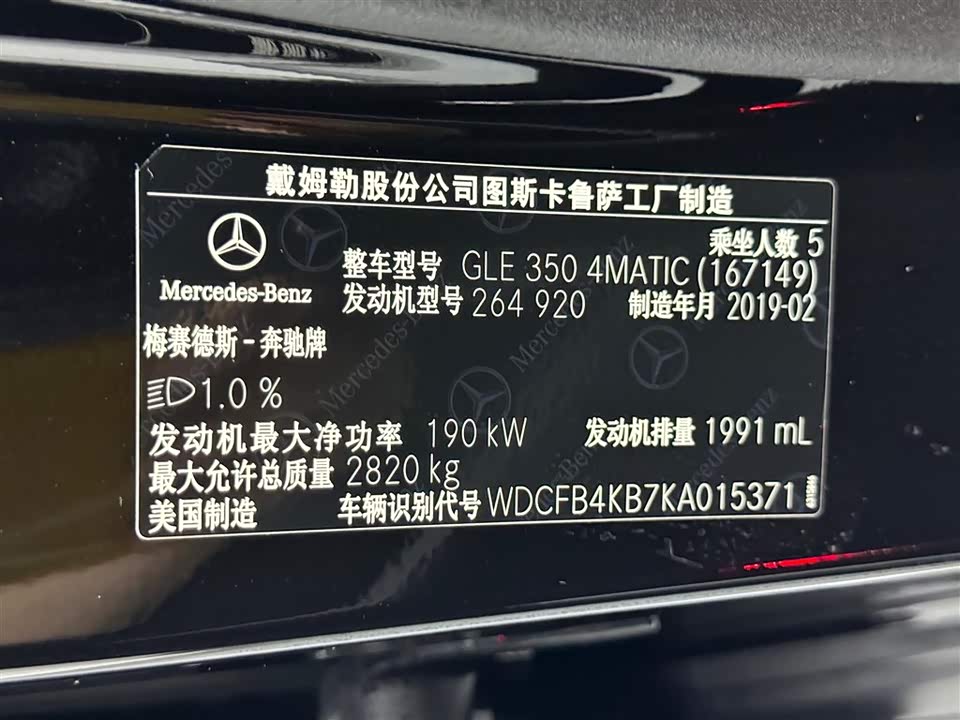 戴姆勒股份公司图斯卡鲁萨工厂制造
乘坐人数 5
Mercedes-Benz
整车型号 GLE 350 4MATIC (167149)
发动机型号 264 920 制造年月 2019-02
梅赛德斯-奔驰牌
1.0 %
发动机最大净功率 190 kW 发动机排量 1991 mL
最大允许总质量 2820 kg
美国制造 车辆识别代号 WDCFB4KB7KA015371